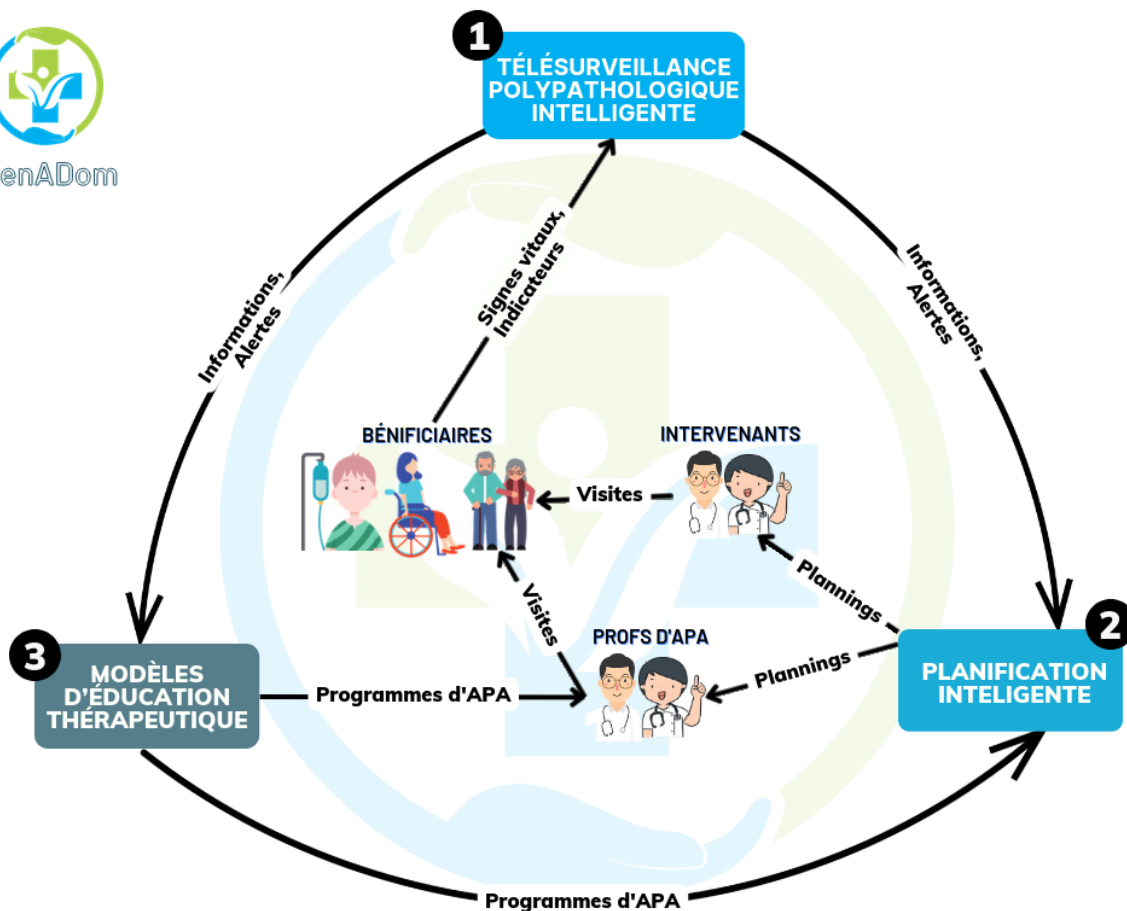 1
TÉLÉSURVEILLANCE
POLYPATHOLOGIQUE
INTELLIGENTE
enADom
Signes vitaux,
Indicateurs
Informations,
Alertes
Informations,
Alertes
BÉNIFICIAIRES
INTERVENANTS
Visites
Plannings
Visites
PROFS D'APA
Plannings
2
PLANIFICATION
INTELIGENTE
3
MODÈLES
D'ÉDUCATION
THÉRAPEUTIQUE
Programmes d'APA
Programmes d'APA